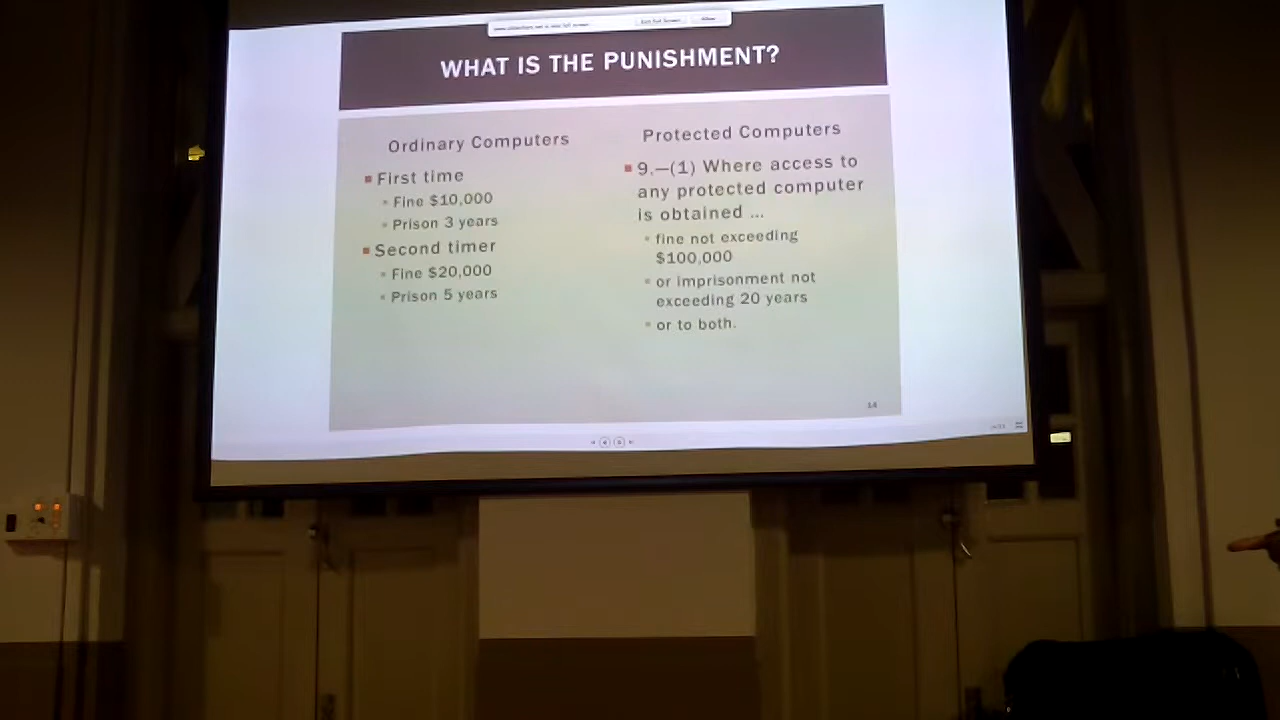 WHAT IS THE PUNISHMENT?
Ordinary Computers
First time
Fine $10,000
Prison 3 years
Second timer
Fine $20,000
Prison 5 years
Protected Computers
9.—(1) Where access to
any protected computer
is obtained ...
fine not exceeding
$100,000
or imprisonment not
exceeding 20 years
or to both.
14